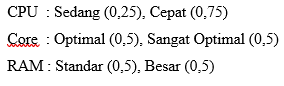 CPU : Sedang (0,25), Cepat (0,75)
Core : Optimal (0,5), Sangat Optimal (0,5)
RAM : Standar (0,5), Besar (0,5)